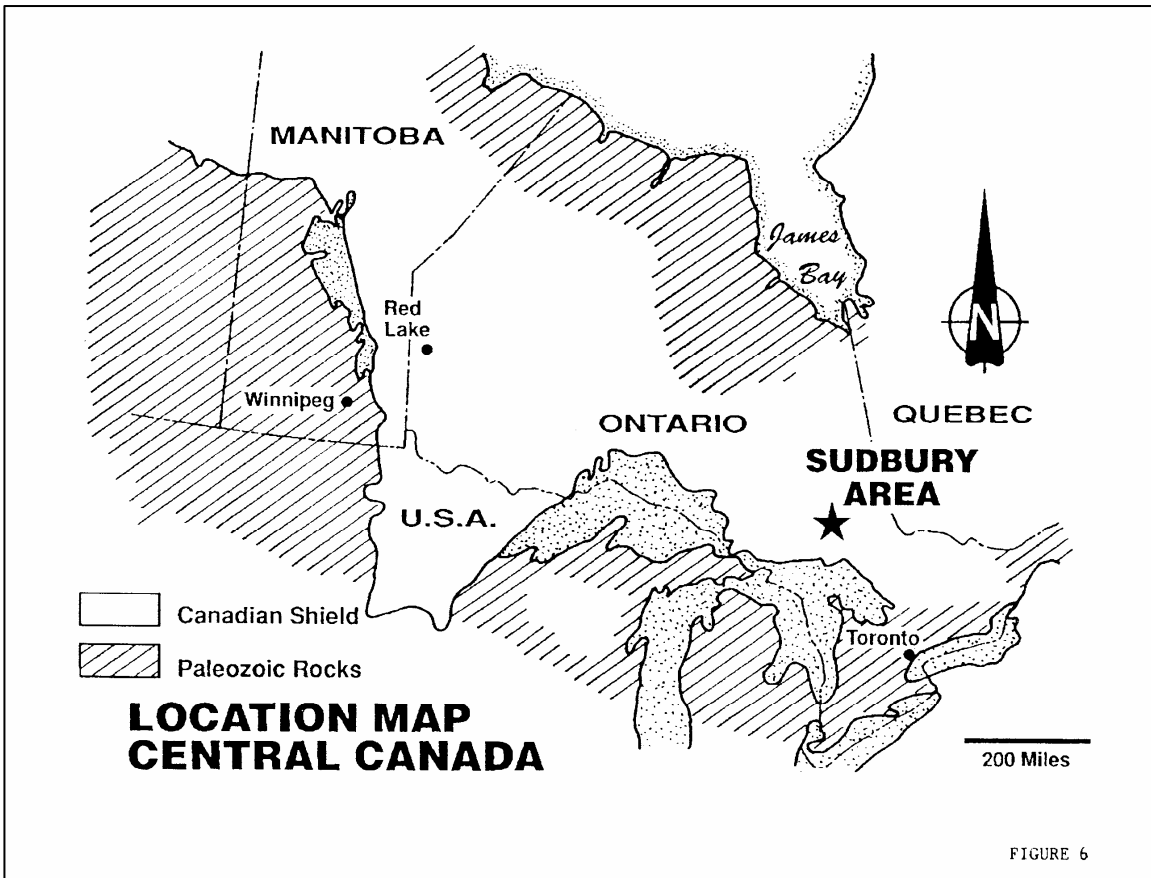 MANITOBA
James
Bay
Red
Lake
N
Winnipeg
ONTARIO
QUEBEC
SUDBURY
AREA
U.S.A.
Canadian Shield
Toronto
Paleozoic Rocks
LOCATION MAP
CENTRAL CANADA
200 Miles
FIGURE 6